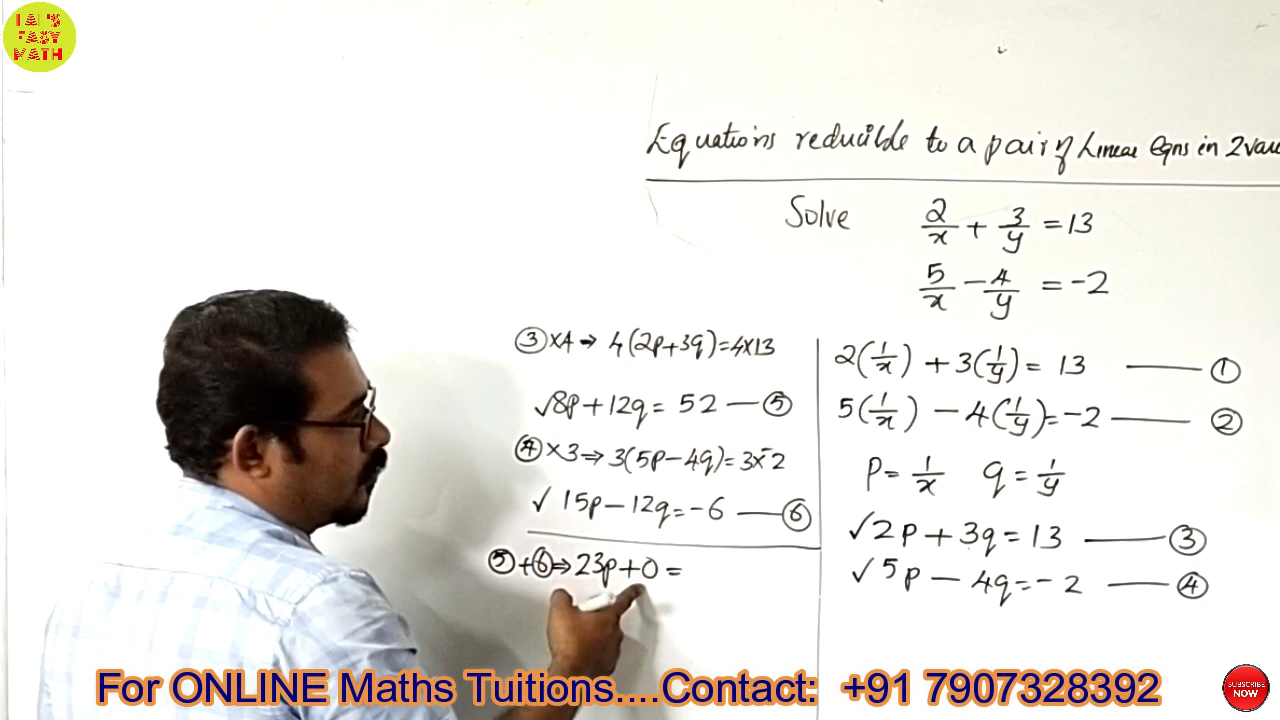 LAL'S
EASY
MATH
Equations reducible to a pair of Linear Eqns in 2 var
Solve 2/x + 3/y = 13
5/x - 4/y = -2
③ ×4 → 4(2p+3q)=4×13
√8p+12q = 52 — ⑤
④ ×3 ⇒ 3(5p-4q)=3×-2
√ 15p-12q=-6 — ⑥
⑤+⑥⇒ 23p+0 =
2(1/x) + 3(1/y) = 13 — ①
5(1/x) - 4(1/y) = -2 — ②
p = 1/x q = 1/y
√2p + 3q = 13 — ③
√5p - 4q = -2 — ④
For ONLINE Maths Tuitions....Contact: +91 7907328392
SUBSCRIBE
NOW